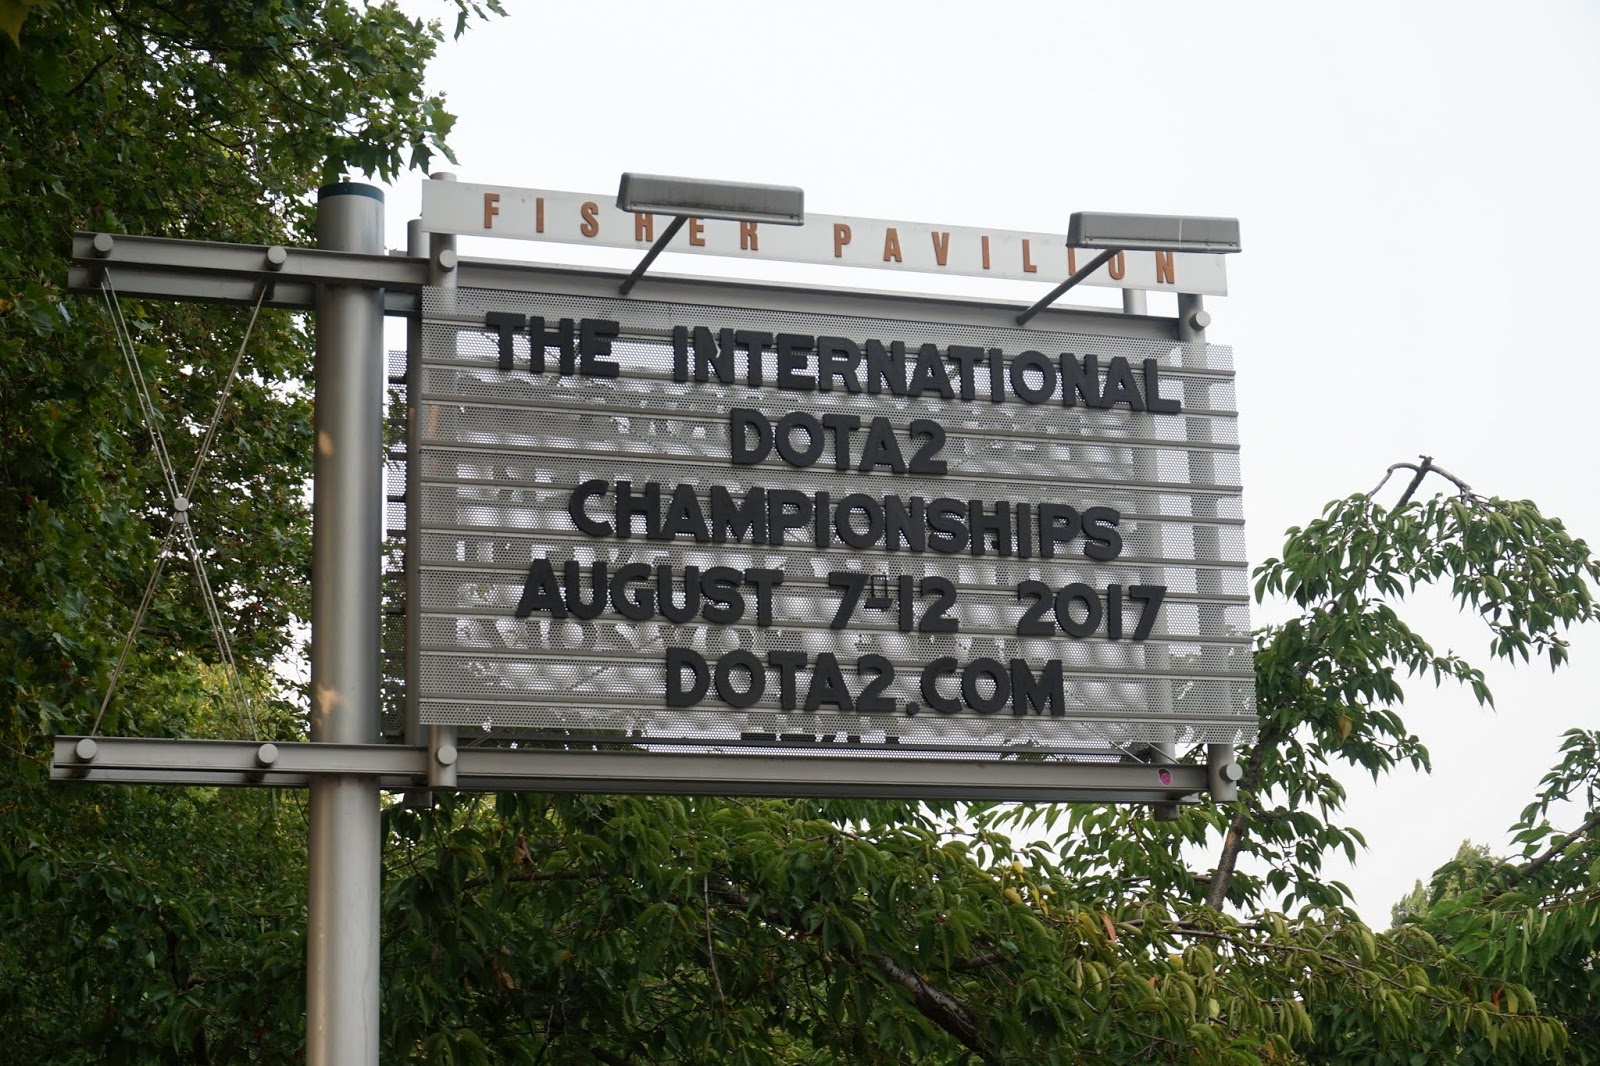 FISHER PAVILION
THE INTERNATIONAL
DOTA2
CHAMPIONSHIPS
AUGUST 7-12 2017
DOTA2.COM